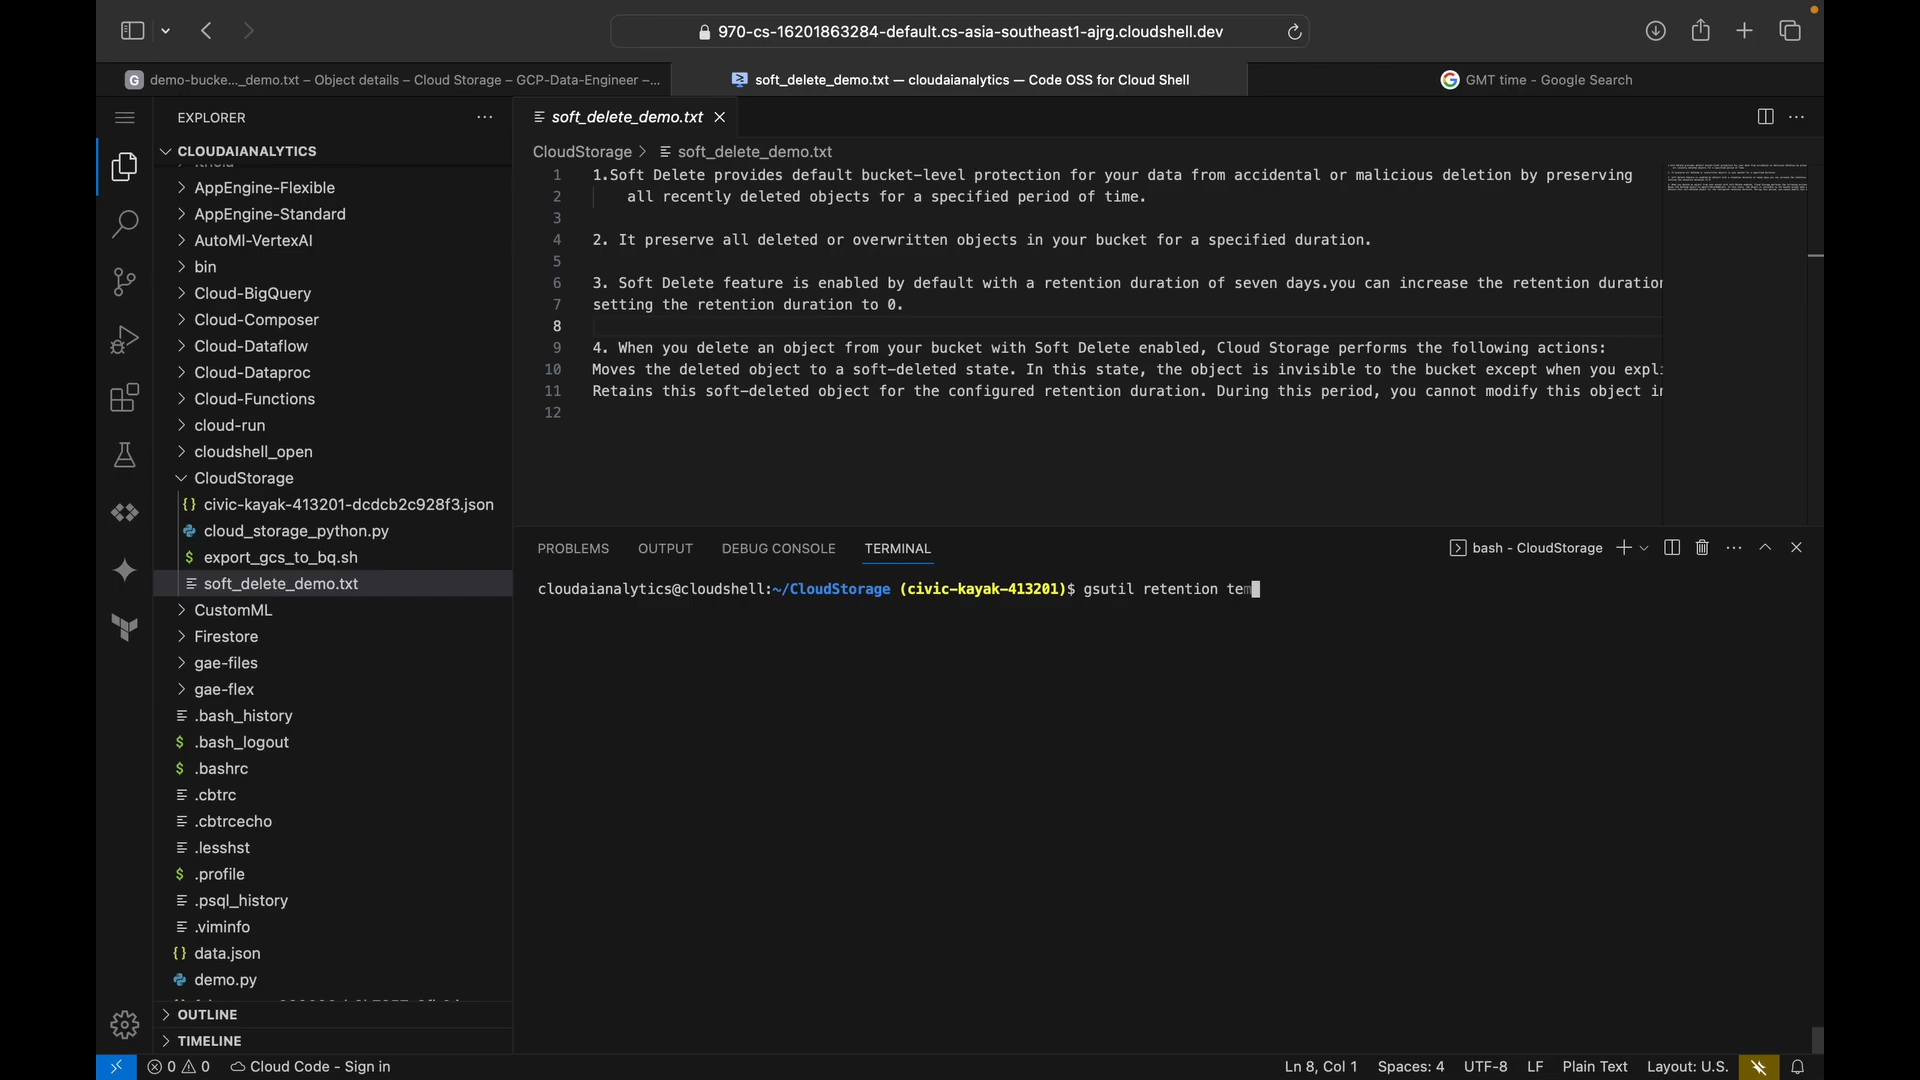 970-cs-16201863284-default.cs-asia-southeast1-ajrg.cloudshell.dev
G demo-bucke..._demo.txt – Object details – Cloud Storage – GCP-Data-Engineer –...
soft_delete_demo.txt — cloudaianalytics — Code OSS for Cloud Shell
G GMT time - Google Search
EXPLORER
CLOUDAIANALYTICS
AppEngine-Flexible
AppEngine-Standard
AutoMl-VertexAI
bin
Cloud-BigQuery
Cloud-Composer
Cloud-Dataflow
Cloud-Dataproc
Cloud-Functions
cloud-run
cloudshell_open
CloudStorage
civic-kayak-413201-dcdcb2c928f3.json
cloud_storage_python.py
export_gcs_to_bq.sh
soft_delete_demo.txt
CustomML
Firestore
gae-files
gae-flex
.bash_history
.bash_logout
.bashrc
.cbtrc
.cbtrcecho
.lesshst
.profile
.psql_history
.viminfo
data.json
demo.py
OUTLINE
TIMELINE
soft_delete_demo.txt
CloudStorage > soft_delete_demo.txt
1 1.Soft Delete provides default bucket-level protection for your data from accidental or malicious deletion by preserving
2 all recently deleted objects for a specified period of time.
3
4 2. It preserve all deleted or overwritten objects in your bucket for a specified duration.
5
6 3. Soft Delete feature is enabled by default with a retention duration of seven days.you can increase the retention duration
7 setting the retention duration to 0.
8
9 4. When you delete an object from your bucket with Soft Delete enabled, Cloud Storage performs the following actions:
10 Moves the deleted object to a soft-deleted state. In this state, the object is invisible to the bucket except when you expli
11 Retains this soft-deleted object for the configured retention duration. During this period, you cannot modify this object in
12
PROBLEMS OUTPUT DEBUG CONSOLE TERMINAL
bash - CloudStorage
cloudaianalytics@cloudshell:~/CloudStorage (civic-kayak-413201)$ gsutil retention tem
0 0 Cloud Code - Sign in
Ln 8, Col 1 Spaces: 4 UTF-8 LF Plain Text Layout: U.S.